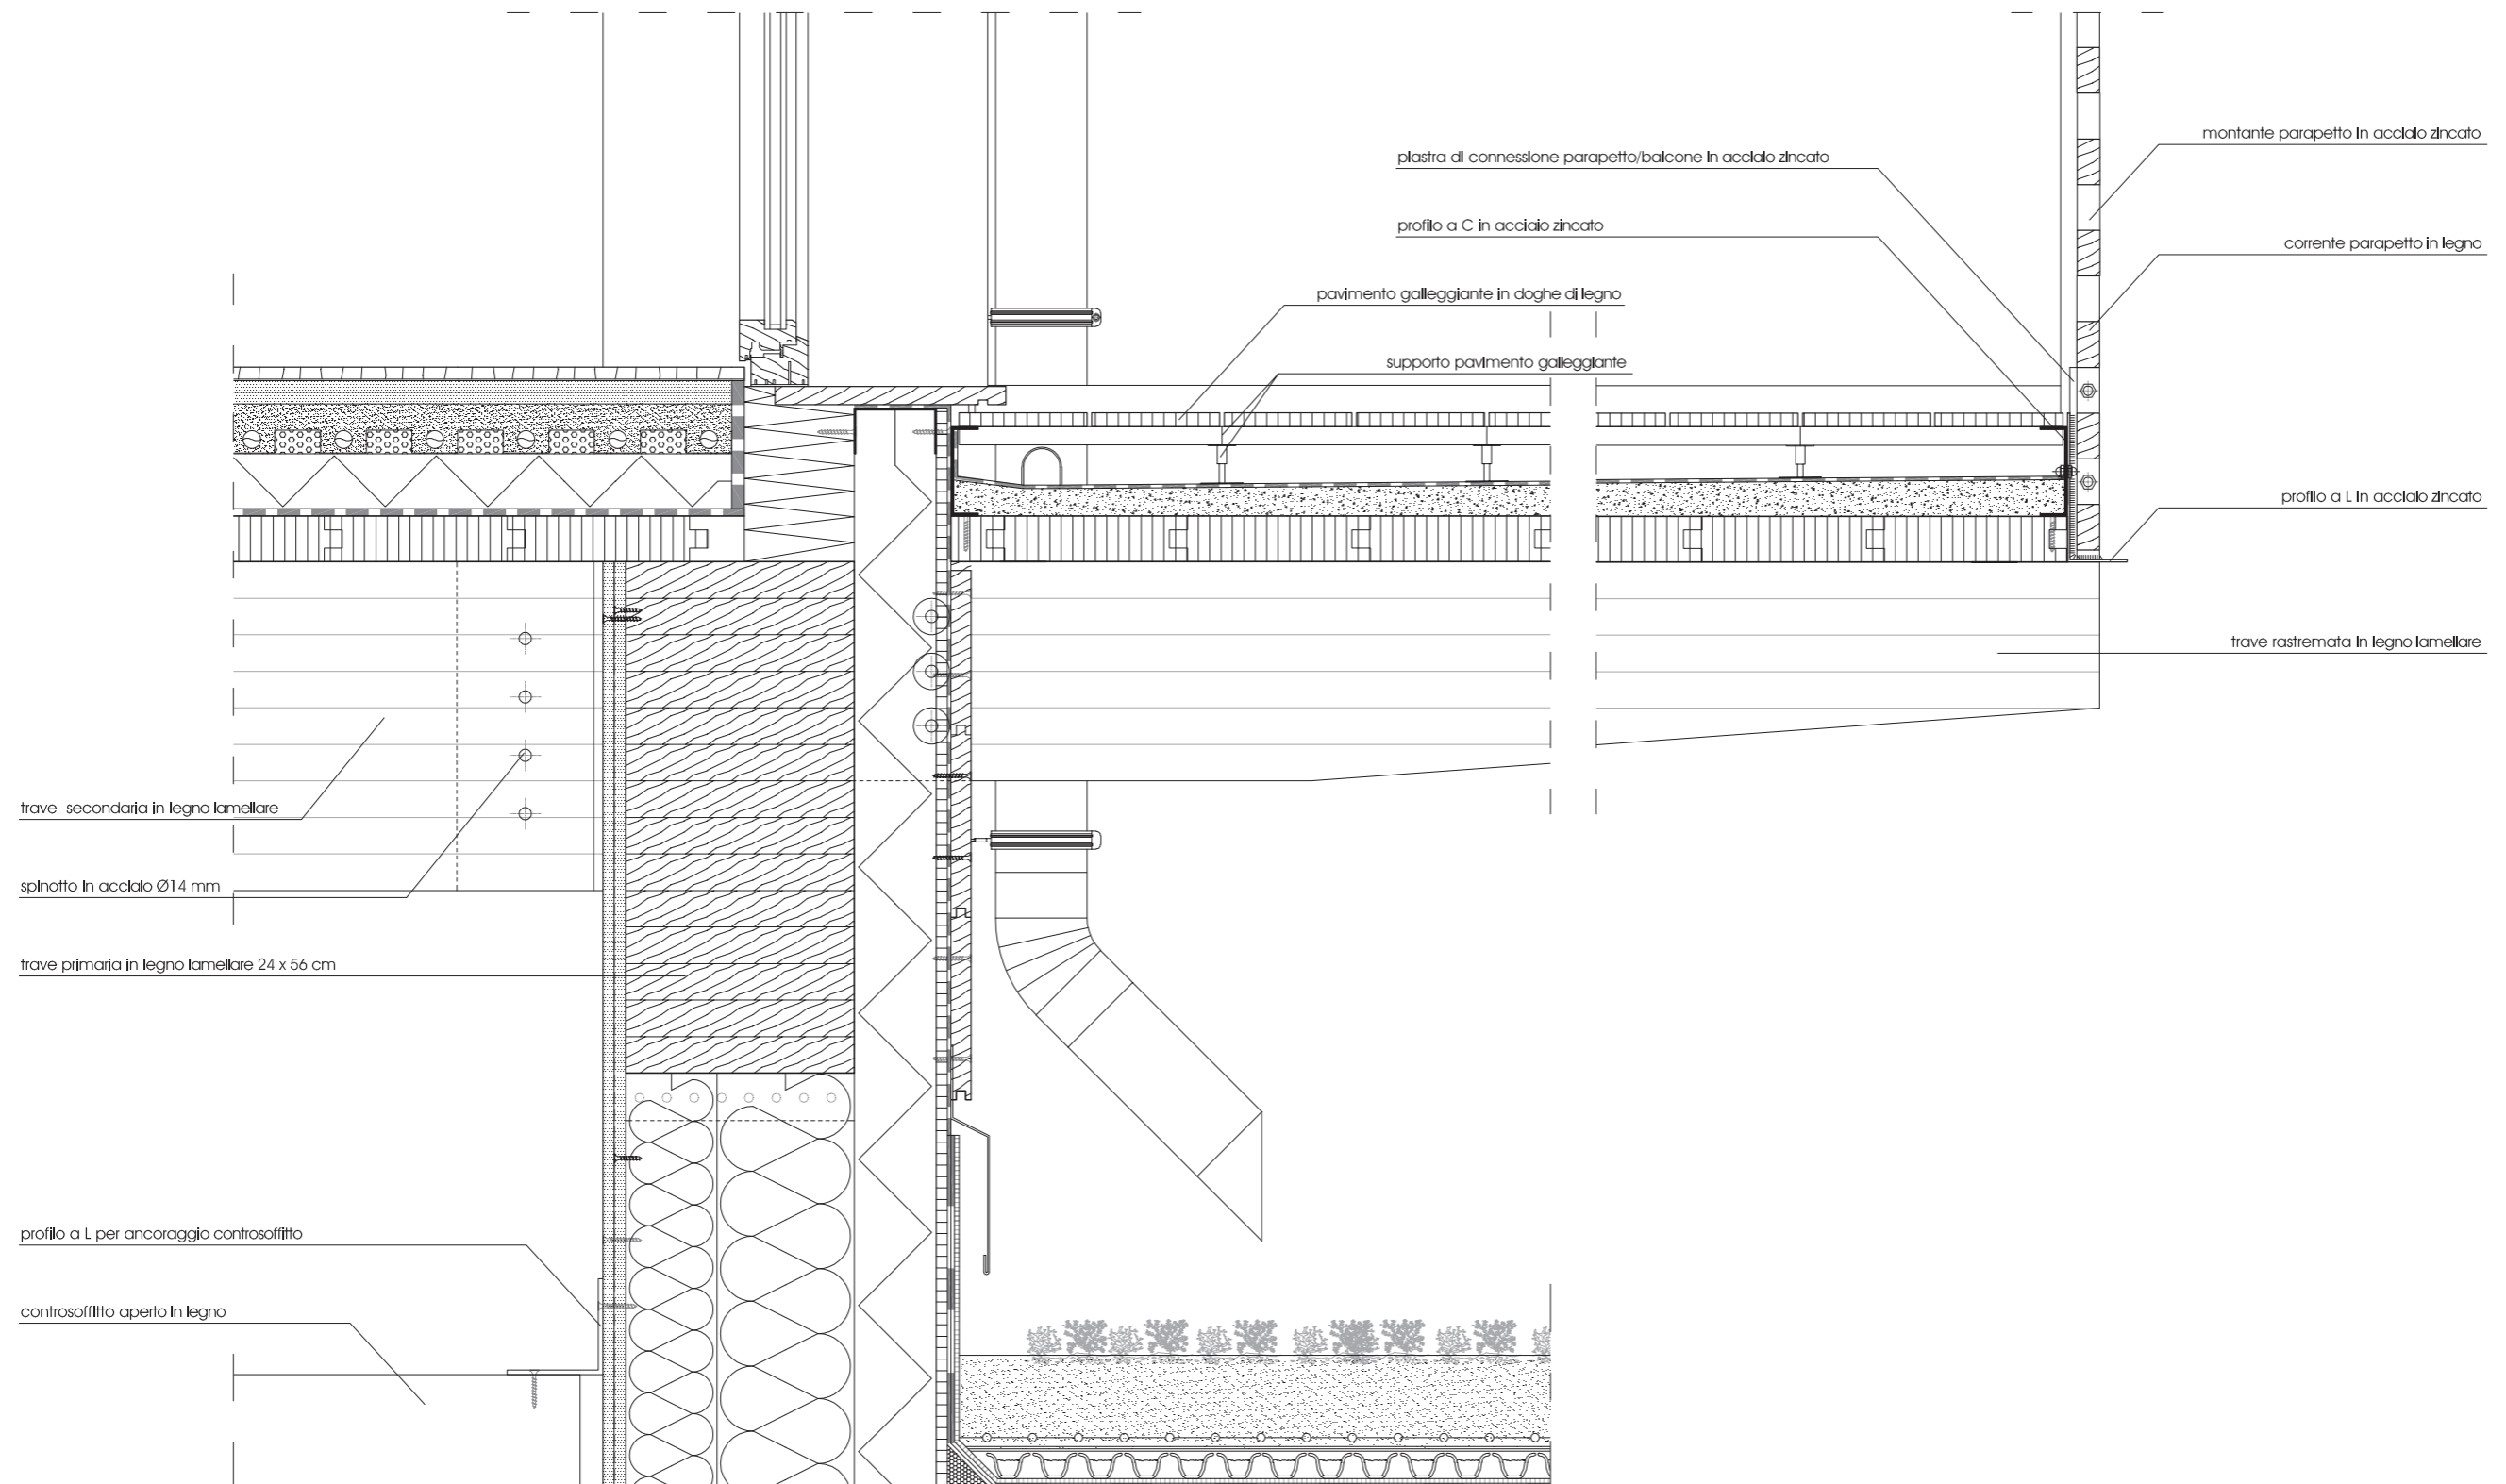 montante parapetto in acciaio zincato
piastra di connessione parapetto/balcone in acciaio zincato
profilo a C in acciaio zincato
corrente parapetto in legno
pavimento galleggiante in doghe di legno
supporto pavimento galleggiante
profilo a L in acciaio zincato
trave rastremata in legno lamellare
trave secondaria in legno lamellare
spinotto in acciaio Ø14 mm
trave primaria in legno lamellare 24 x 56 cm
profilo a L per ancoraggio controsoffitto
controsoffitto aperto in legno